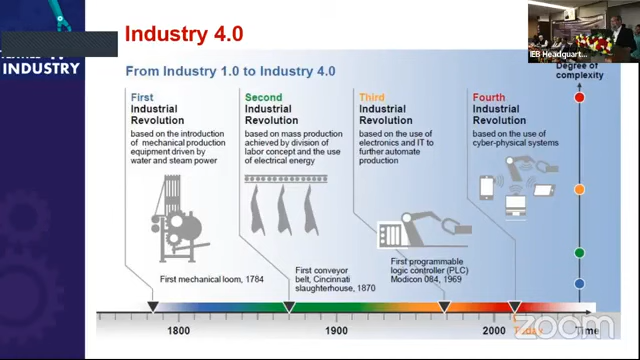 INDUSTRY
Industry 4.0
IEB Headquart...
From Industry 1.0 to Industry 4.0
Degree of
complexity
First
Industrial
Revolution
based on the introduction
of mechanical production
equipment driven by
water and steam power
Second
Industrial
Revolution
based on mass production
achieved by division of
labor concept and the use
of electrical energy
Third
Industrial
Revolution
based on the use of
electronics and IT to
further automate
production
Fourth
Industrial
Revolution
based on the use of
cyber-physical systems
First mechanical loom, 1784
First conveyor
belt, Cincinnati
slaughterhouse, 1870
First programmable
logic controller (PLC)
Modicon 084, 1969
1800
1900
2000
Today
Time
zoom